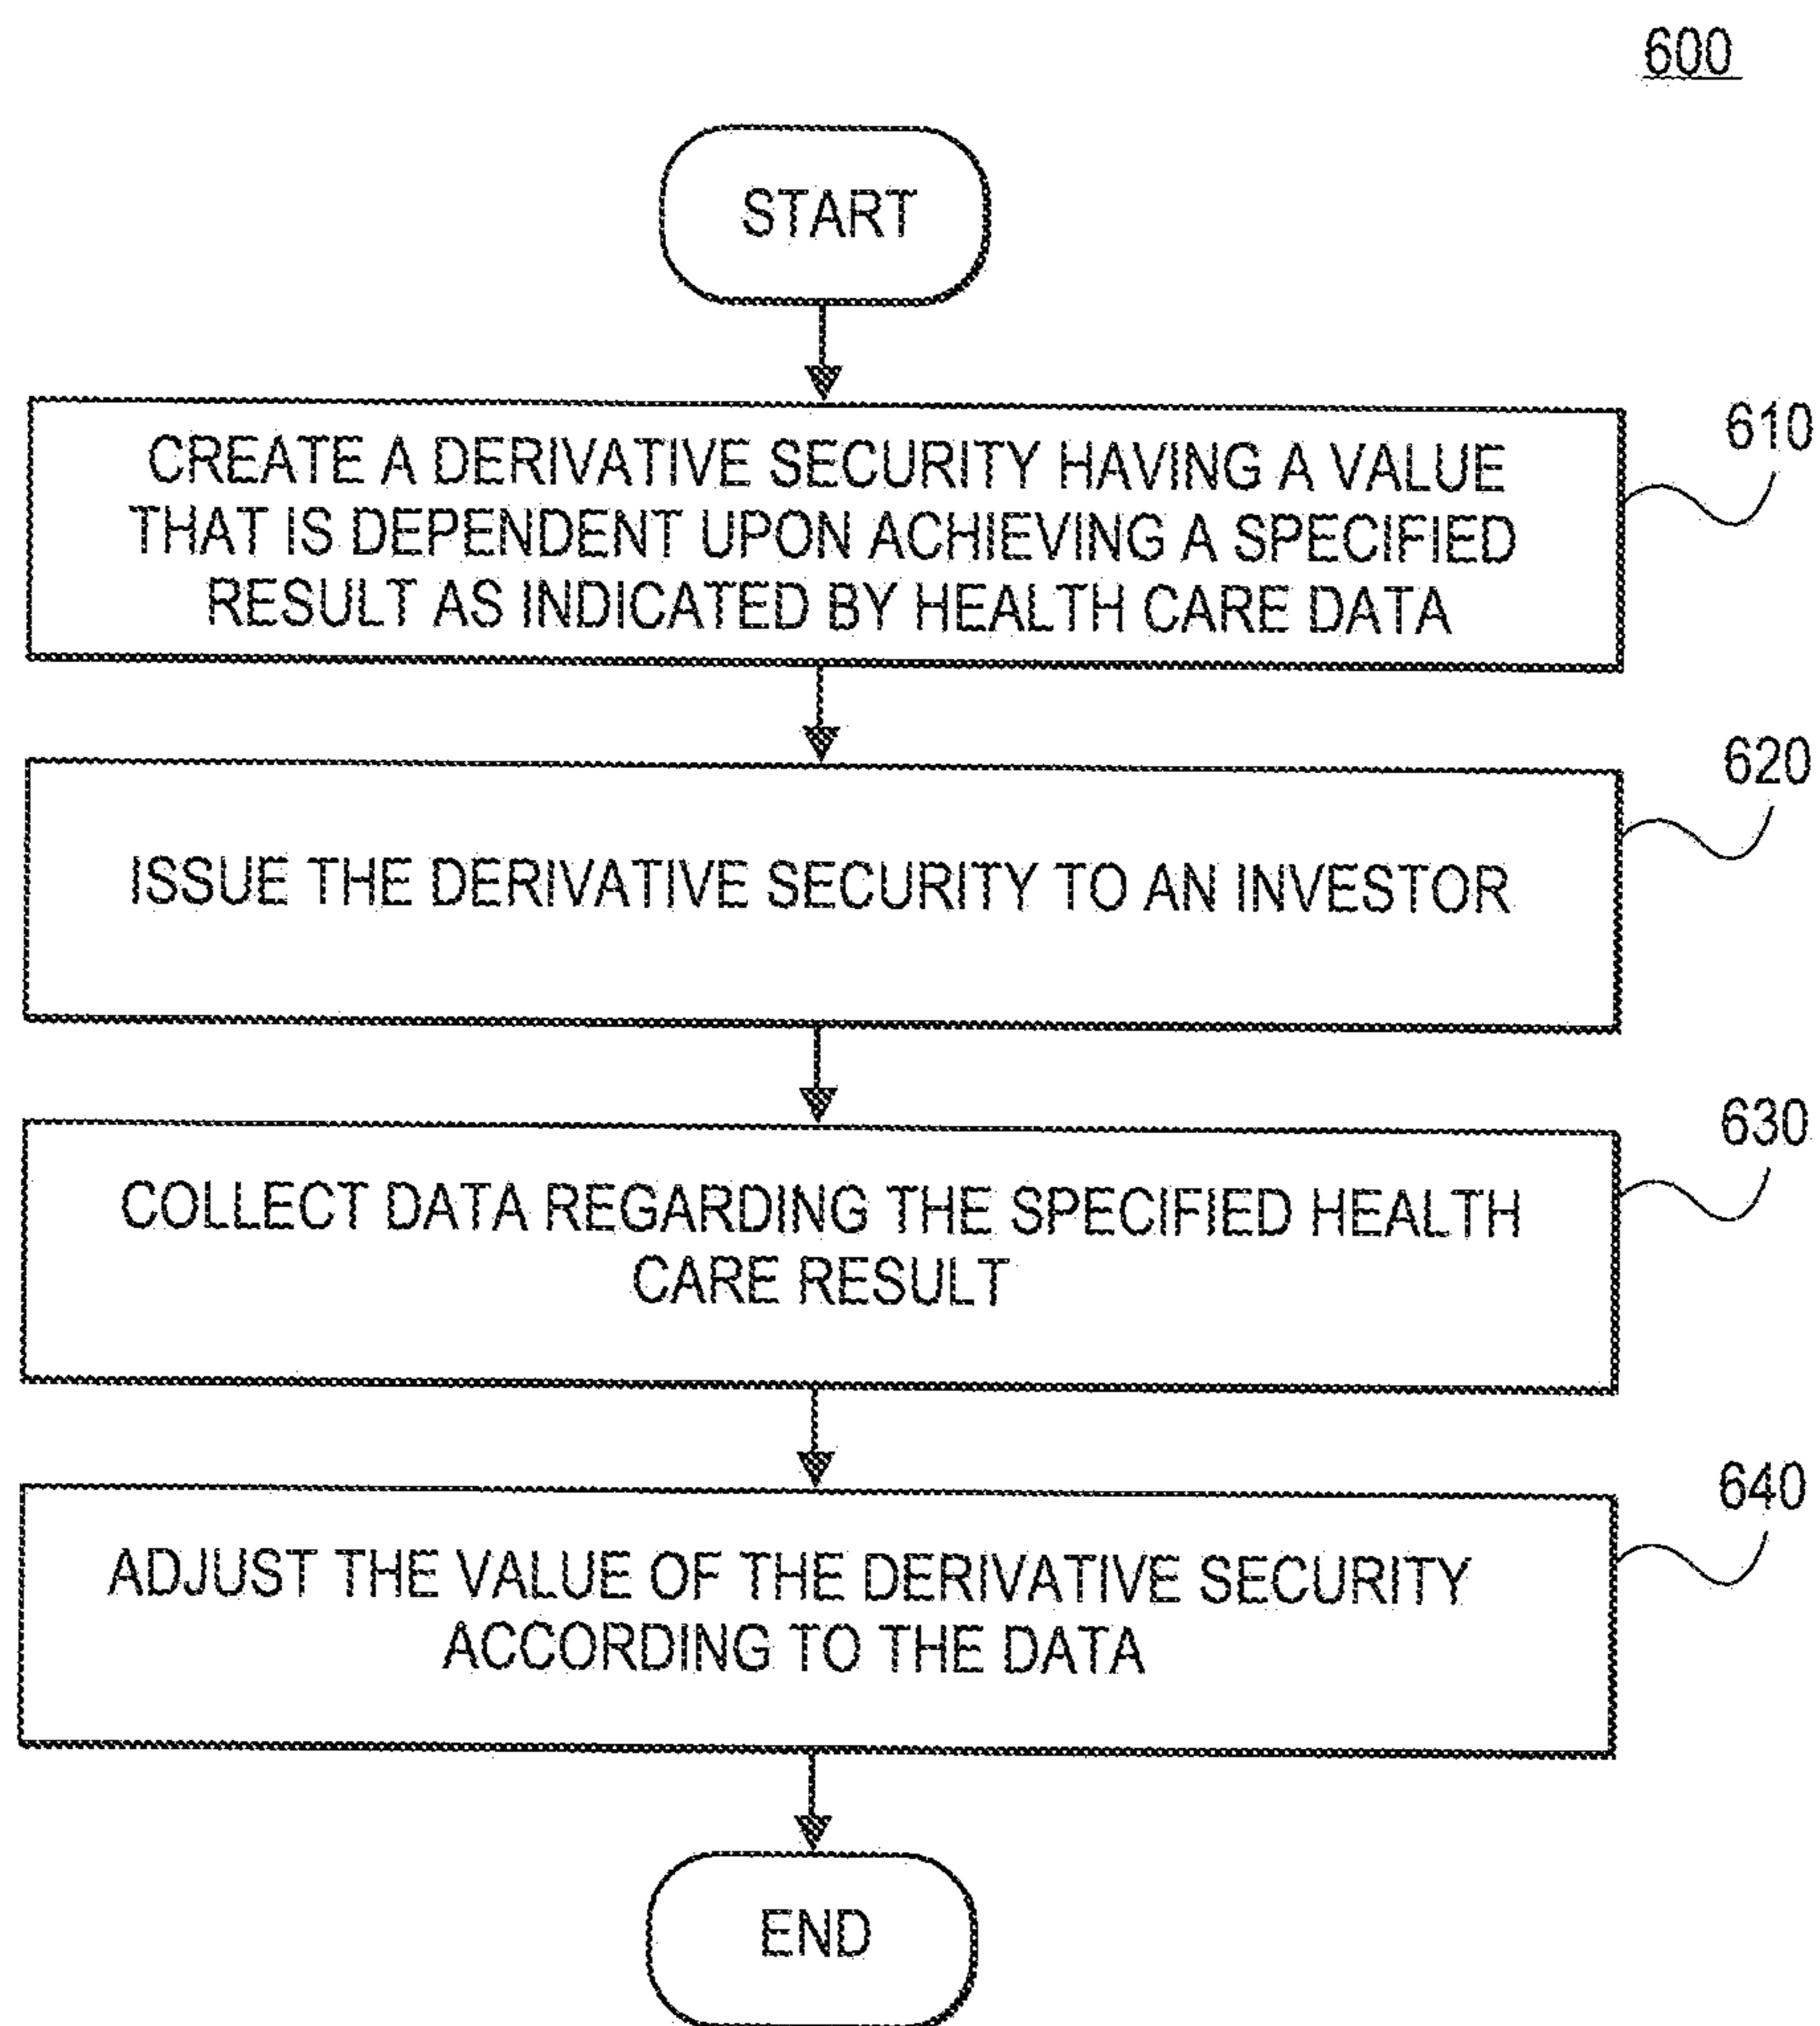 600
START
CREATE A DERIVATIVE SECURITY HAVING A VALUE
THAT IS DEPENDENT UPON ACHIEVING A SPECIFIED
RESULT AS INDICATED BY HEALTH CARE DATA
610
ISSUE THE DERIVATIVE SECURITY TO AN INVESTOR
620
COLLECT DATA REGARDING THE SPECIFIED HEALTH
CARE RESULT
630
ADJUST THE VALUE OF THE DERIVATIVE SECURITY
ACCORDING TO THE DATA
640
END